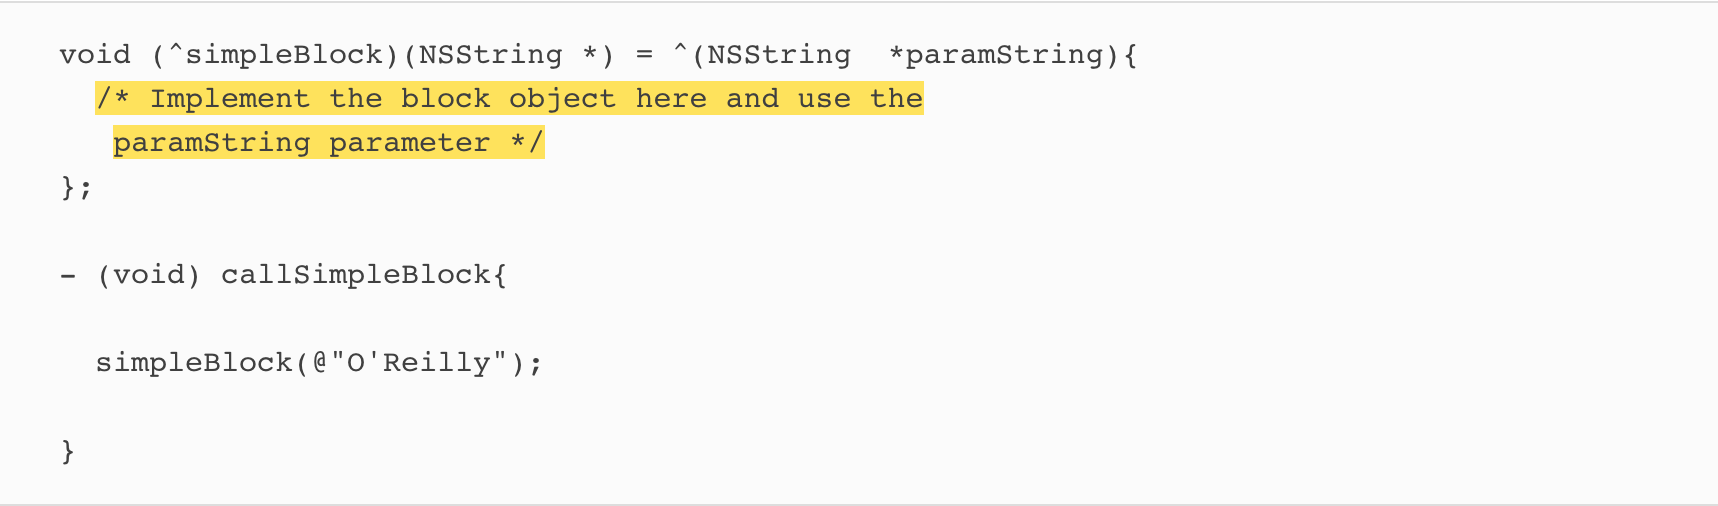 void (^simpleBlock)(NSString *) = ^(NSString  *paramString){
/* Implement the block object here and use the
paramString parameter */
};
- (void) callSimpleBlock{
simpleBlock(@"O'Reilly");
}